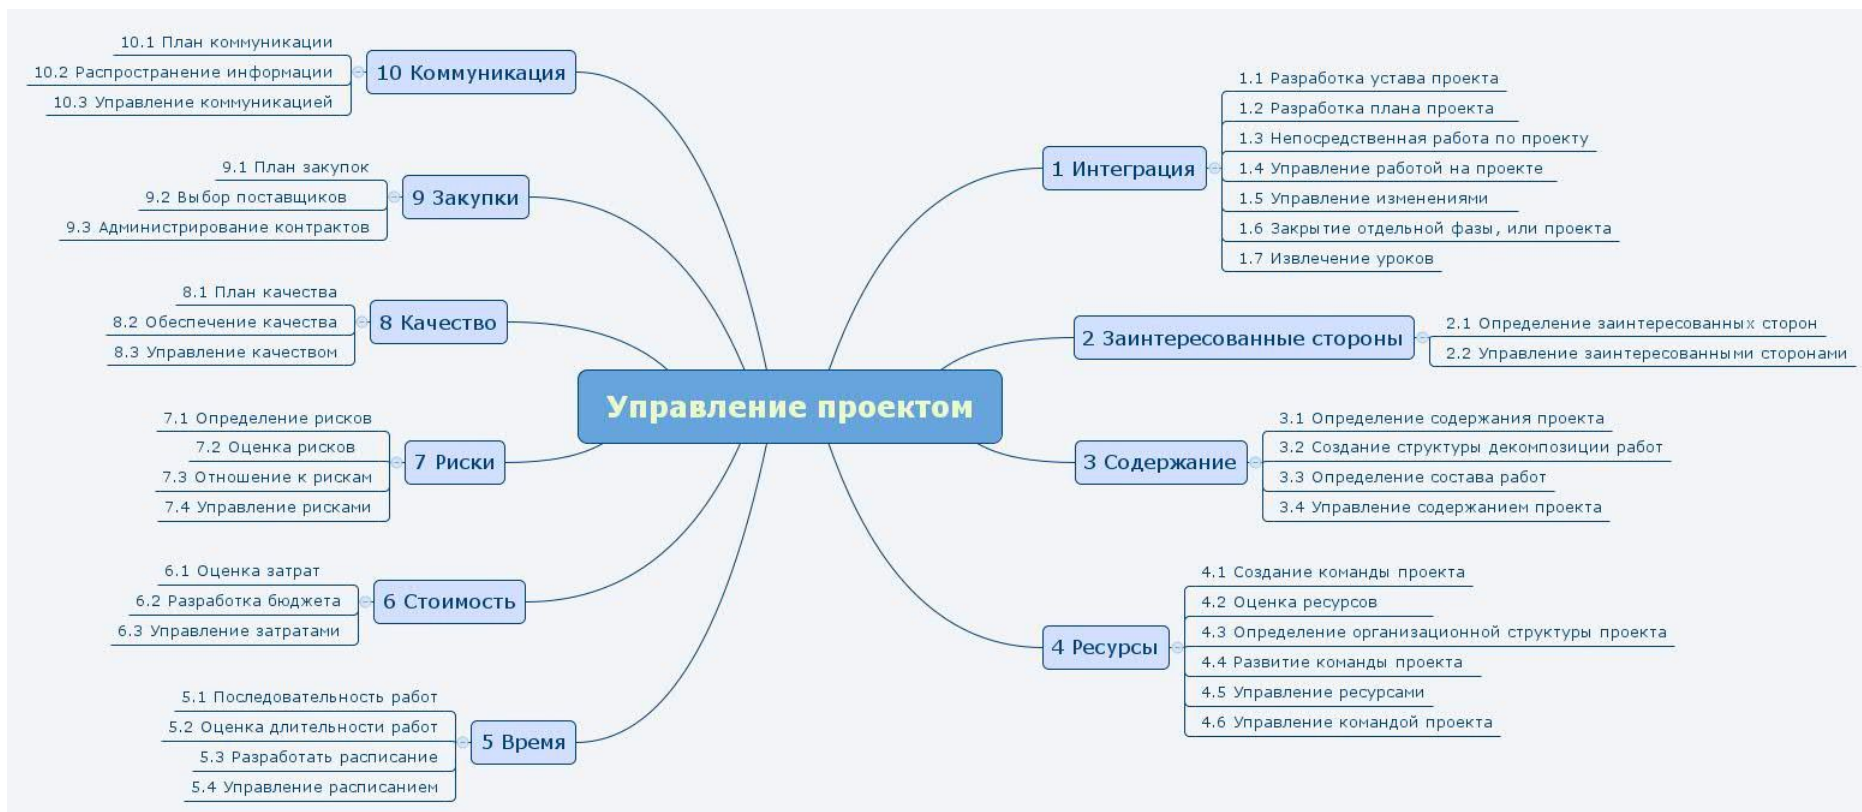 Управление проектом
1 Интеграция
1.1 Разработка устава проекта
1.2 Разработка плана проекта
1.3 Непосредственная работа по проекту
1.4 Управление работой на проекте
1.5 Управление изменениями
1.6 Закрытие отдельной фазы, или проекта
1.7 Извлечение уроков
2 Заинтересованные стороны
2.1 Определение заинтересованных сторон
2.2 Управление заинтересованными сторонами
3 Содержание
3.1 Определение содержания проекта
3.2 Создание структуры декомпозиции работ
3.3 Определение состава работ
3.4 Управление содержанием проекта
4 Ресурсы
4.1 Создание команды проекта
4.2 Оценка ресурсов
4.3 Определение организационной структуры проекта
4.4 Развитие команды проекта
4.5 Управление ресурсами
4.6 Управление командой проекта
5 Время
5.1 Последовательность работ
5.2 Оценка длительности работ
5.3 Разработать расписание
5.4 Управление расписанием
6 Стоимость
6.1 Оценка затрат
6.2 Разработка бюджета
6.3 Управление затратами
7 Риски
7.1 Определение рисков
7.2 Оценка рисков
7.3 Отношение к рискам
7.4 Управление рисками
8 Качество
8.1 План качества
8.2 Обеспечение качества
8.3 Управление качеством
9 Закупки
9.1 План закупок
9.2 Выбор поставщиков
9.3 Администрирование контрактов
10 Коммуникация
10.1 План коммуникации
10.2 Распространение информации
10.3 Управление коммуникацией